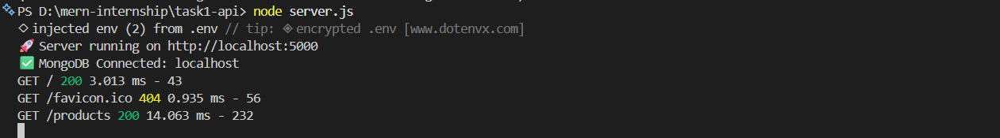 PS D:\mern-internship\task1-api> node server.js
◇ injected env (2) from .env // tip: ◈ encrypted .env [www.dotenvx.com]
🚀 Server running on http://localhost:5000
✅ MongoDB Connected: localhost
GET / 200 3.013 ms - 43
GET /favicon.ico 404 0.935 ms - 56
GET /products 200 14.063 ms - 232